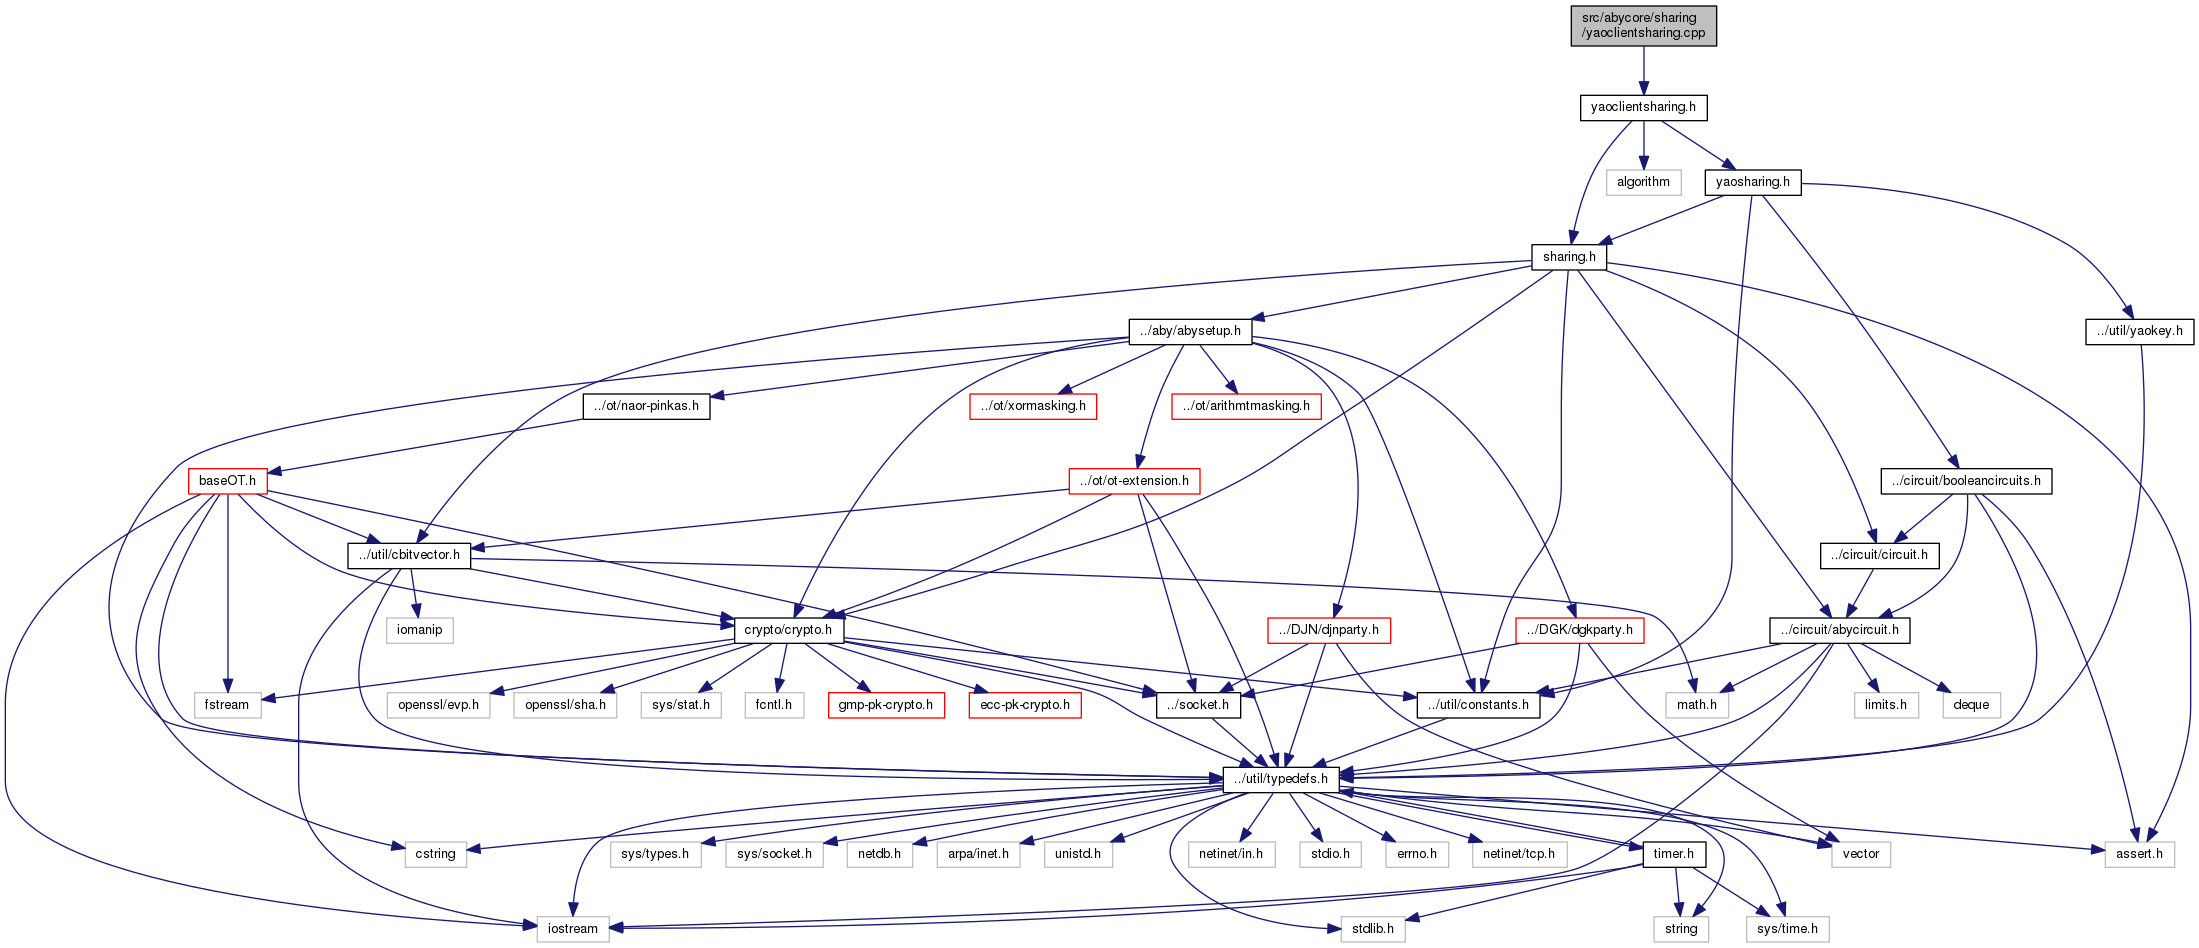 src/abycore/sharing
/yaoclientsharing.cpp
yaoclientsharing.h
algorithm
yaosharing.h
sharing.h
../aby/abysetup.h
../util/yaokey.h
../ot/naor-pinkas.h
../ot/xormasking.h
../ot/arithmtmasking.h
baseOT.h
../ot/ot-extension.h
../circuit/booleancircuits.h
../util/cbitvector.h
../circuit/circuit.h
iomanip
crypto/crypto.h
../DJN/djnparty.h
../DGK/dgkparty.h
../circuit/abycircuit.h
fstream
openssl/evp.h
openssl/sha.h
sys/stat.h
fcntl.h
gmp-pk-crypto.h
ecc-pk-crypto.h
../socket.h
../util/constants.h
math.h
limits.h
deque
../util/typedefs.h
cstring
sys/types.h
sys/socket.h
netdb.h
arpa/inet.h
unistd.h
netinet/in.h
stdio.h
errno.h
netinet/tcp.h
timer.h
vector
assert.h
iostream
stdlib.h
string
sys/time.h